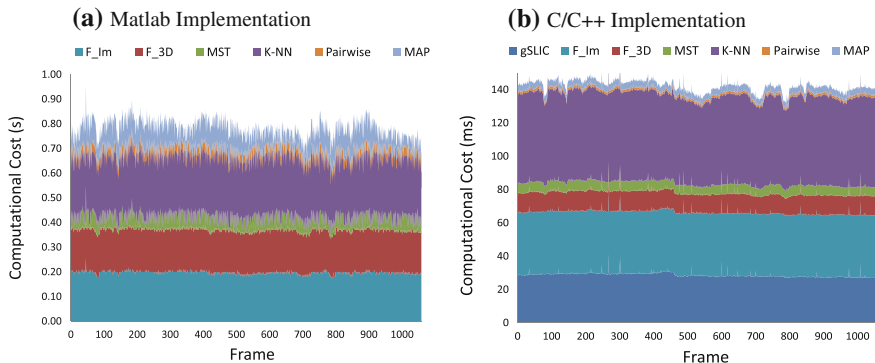 (a) Matlab Implementation
F_Im F_3D MST K-NN Pairwise MAP
Computational Cost (s)
1.00
0.90
0.80
0.70
0.60
0.50
0.40
0.30
0.20
0.10
0.00
0 100 200 300 400 500 600 700 800 900 1000
Frame
(b) C/C++ Implementation
gSLIC F_Im F_3D MST K-NN Pairwise MAP
Computational Cost (ms)
140
120
100
80
60
40
20
0
0 100 200 300 400 500 600 700 800 900 1000
Frame